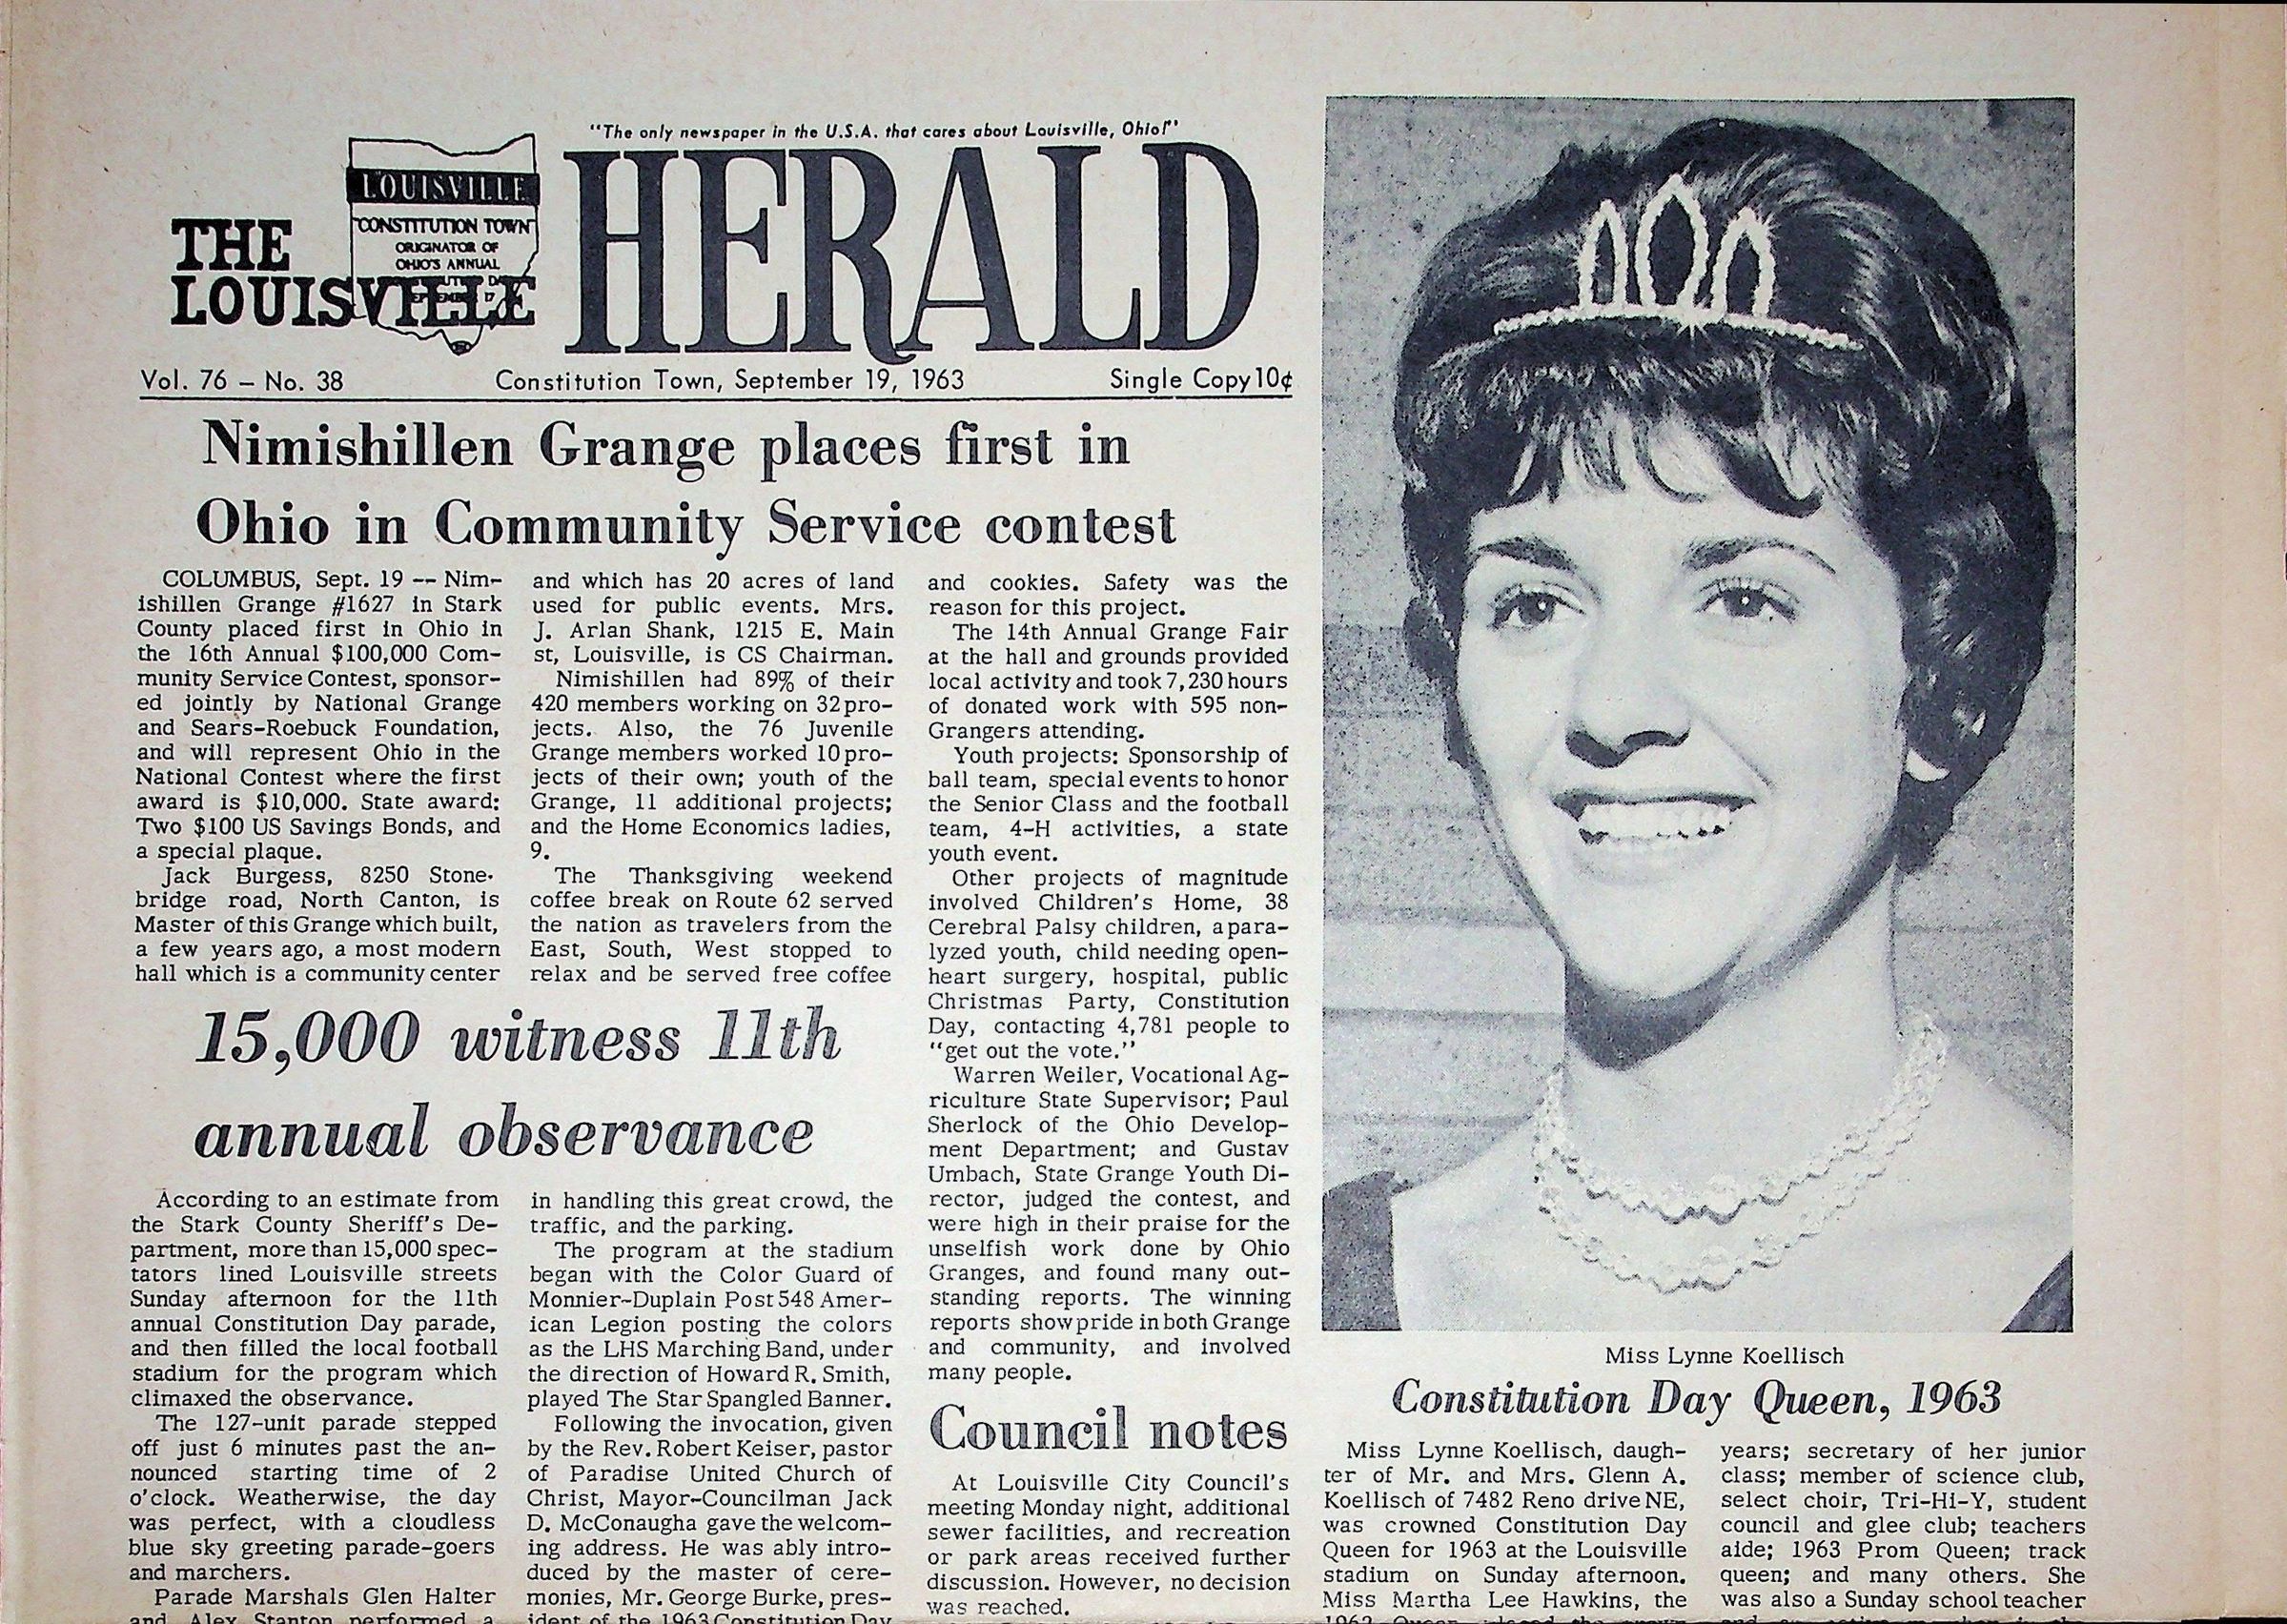 "The only newspaper in the U.S.A. that cares about Louisville, Ohio!"
THE
LOUISVILLE
HERALD
LOUISVILLE
CONSTITUTION TOWN
ORIGINATOR OF
OHIO'S ANNUAL
Vol. 76 - No. 38
Constitution Town, September 19, 1963
Single Copy 10¢
Nimishillen Grange places first in
Ohio in Community Service contest
COLUMBUS, Sept. 19 -- Nim-
ishillen Grange #1627 in Stark
County placed first in Ohio in
the 16th Annual $100,000 Com-
munity Service Contest, sponsor-
ed jointly by National Grange
and Sears-Roebuck Foundation,
and will represent Ohio in the
National Contest where the first
award is $10,000. State award:
Two $100 US Savings Bonds, and
a special plaque.
Jack Burgess, 8250 Stone-
bridge road, North Canton, is
Master of this Grange which built,
a few years ago, a most modern
hall which is a community center
and which has 20 acres of land
used for public events. Mrs.
J. Arlan Shank, 1215 E. Main
st, Louisville, is CS Chairman.
Nimishillen had 89% of their
420 members working on 32 pro-
jects. Also, the 76 Juvenile
Grange members worked 10 pro-
jects of their own; youth of the
Grange, 11 additional projects;
and the Home Economics ladies,
9.
The Thanksgiving weekend
coffee break on Route 62 served
the nation as travelers from the
East, South, West stopped to
relax and be served free coffee
and cookies. Safety was the
reason for this project.
The 14th Annual Grange Fair
at the hall and grounds provided
local activity and took 7,230 hours
of donated work with 595 non-
Grangers attending.
Youth projects: Sponsorship of
ball team, special events to honor
the Senior Class and the football
team, 4-H activities, a state
youth event.
Other projects of magnitude
involved Children's Home, 38
Cerebral Palsy children, a para-
lyzed youth, child needing open-
heart surgery, hospital, public
Christmas Party, Constitution
Day, contacting 4,781 people to
"get out the vote."
Warren Weiler, Vocational Ag-
riculture State Supervisor; Paul
Sherlock of the Ohio Develop-
ment Department; and Gustav
Umbach, State Grange Youth Di-
rector, judged the contest, and
were high in their praise for the
unselfish work done by Ohio
Granges, and found many out-
standing reports. The winning
reports show pride in both Grange
and community, and involved
many people.
15,000 witness 11th
annual observance
According to an estimate from
the Stark County Sheriff's De-
partment, more than 15,000 spec-
tators lined Louisville streets
Sunday afternoon for the 11th
annual Constitution Day parade,
and then filled the local football
stadium for the program which
climaxed the observance.
The 127-unit parade stepped
off just 6 minutes past the an-
nounced starting time of 2
o'clock. Weatherwise, the day
was perfect, with a cloudless
blue sky greeting parade-goers
and marchers.
Parade Marshals Glen Halter
and Alex Stanton performed a
in handling this great crowd, the
traffic, and the parking.
The program at the stadium
began with the Color Guard of
Monnier-Duplain Post 548 Amer-
ican Legion posting the colors
as the LHS Marching Band, under
the direction of Howard R. Smith,
played The Star Spangled Banner.
Following the invocation, given
by the Rev. Robert Keiser, pastor
of Paradise United Church of
Christ, Mayor-Councilman Jack
D. McConaugha gave the welcom-
ing address. He was ably intro-
duced by the master of cere-
monies, Mr. George Burke, pres-
ident of the 1963 Constitution Day
Council notes
At Louisville City Council's
meeting Monday night, additional
sewer facilities, and recreation
or park areas received further
discussion. However, no decision
was reached.
Miss Lynne Koellisch
Constitution Day Queen, 1963
Miss Lynne Koellisch, daugh-
ter of Mr. and Mrs. Glenn A.
Koellisch of 7482 Reno drive NE,
was crowned Constitution Day
Queen for 1963 at the Louisville
stadium on Sunday afternoon.
Miss Martha Lee Hawkins, the
1962 Queen, placed the crown
years; secretary of her junior
class; member of science club,
select choir, Tri-Hi-Y, student
council and glee club; teachers
aide; 1963 Prom Queen; track
queen; and many others. She
was also a Sunday school teacher